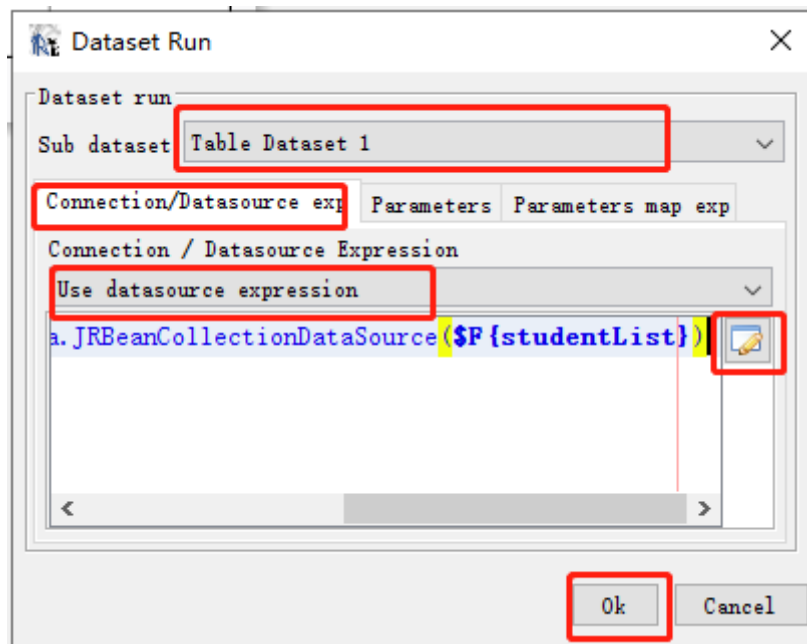 Dataset Run
Dataset run
Sub dataset Table Dataset 1
Connection/Datasource exp Parameters Parameters map exp
Connection / Datasource Expression
Use datasource expression
a.JRBeanCollectionDataSource($F{studentList})
Ok Cancel